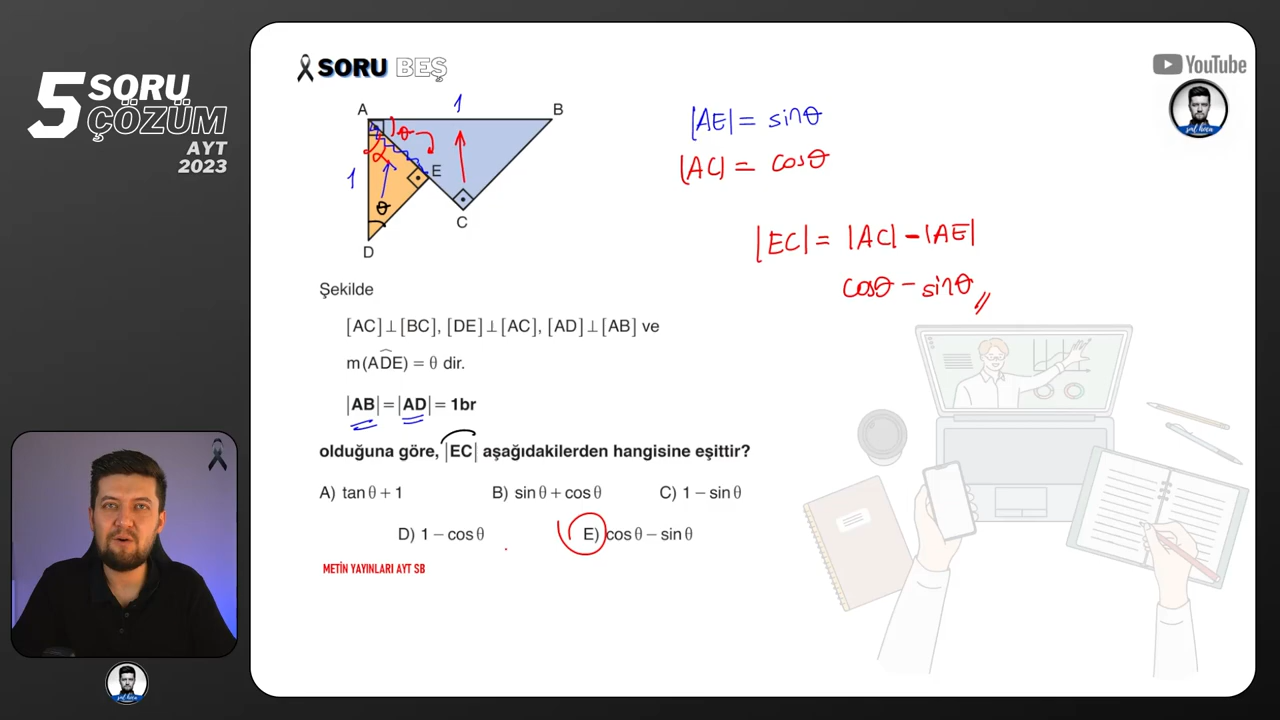 5 SORU
ÇÖZÜM
AYT
2023
SORU BEŞ
YouTube
şal hoca
A
B
C
D
E
1
1
θ
α
θ
|AE| = sinθ
|AC| = cosθ
|EC| = |AC| - |AE|
cosθ - sinθ
Şekilde
[AC]⊥[BC], [DE]⊥[AC], [AD]⊥[AB] ve
m(ADE) = θ dir.
|AB| = |AD| = 1br
olduğuna göre, |EC| aşağıdakilerden hangisine eşittir?
A) tanθ + 1 B) sinθ + cosθ C) 1 − sinθ
D) 1 − cosθ E) cosθ − sinθ
METİN YAYINLARI AYT SB